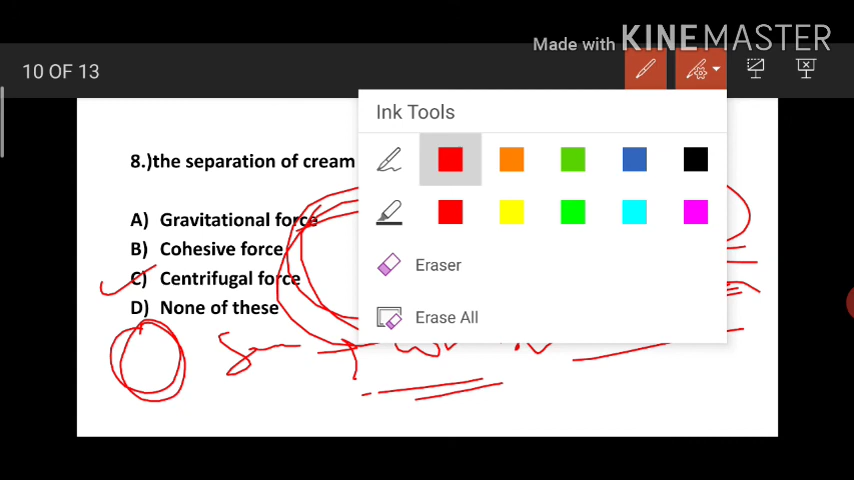 Made with KINEMASTER
10 OF 13
Ink Tools
8.)the separation of cream
A) Gravitational force
B) Cohesive force
C) Centrifugal force
D) None of these
Eraser
Erase All